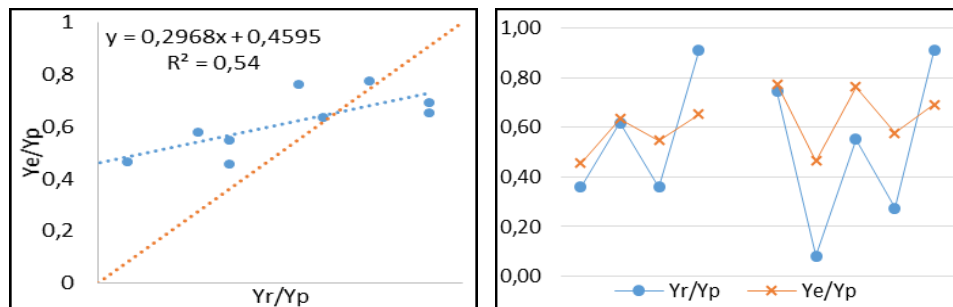 1
0,8
0,6
0,4
0,2
0
Ye/Yp
y = 0,2968x + 0,4595
R² = 0,54
Yr/Yp
1,00
0,80
0,60
0,40
0,20
0,00
Yr/Yp
Ye/Yp